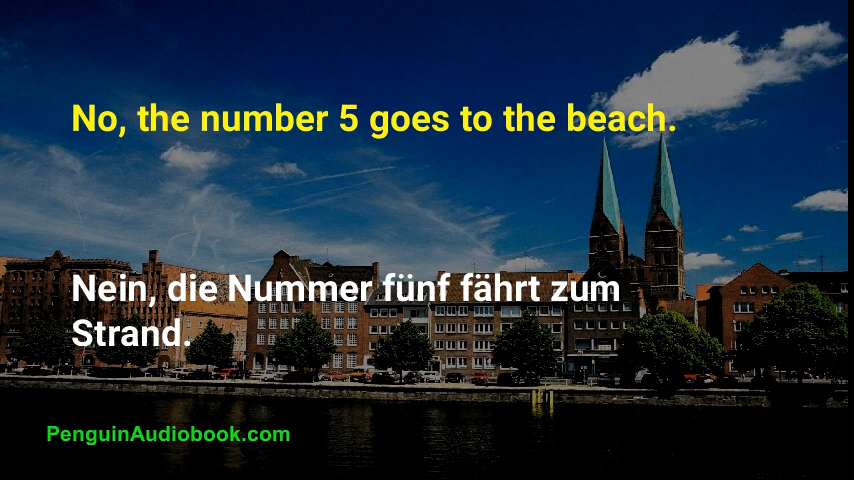 No, the number 5 goes to the beach.
Nein, die Nummer fünf fährt zum
Strand.
PenguinAudiobook.com